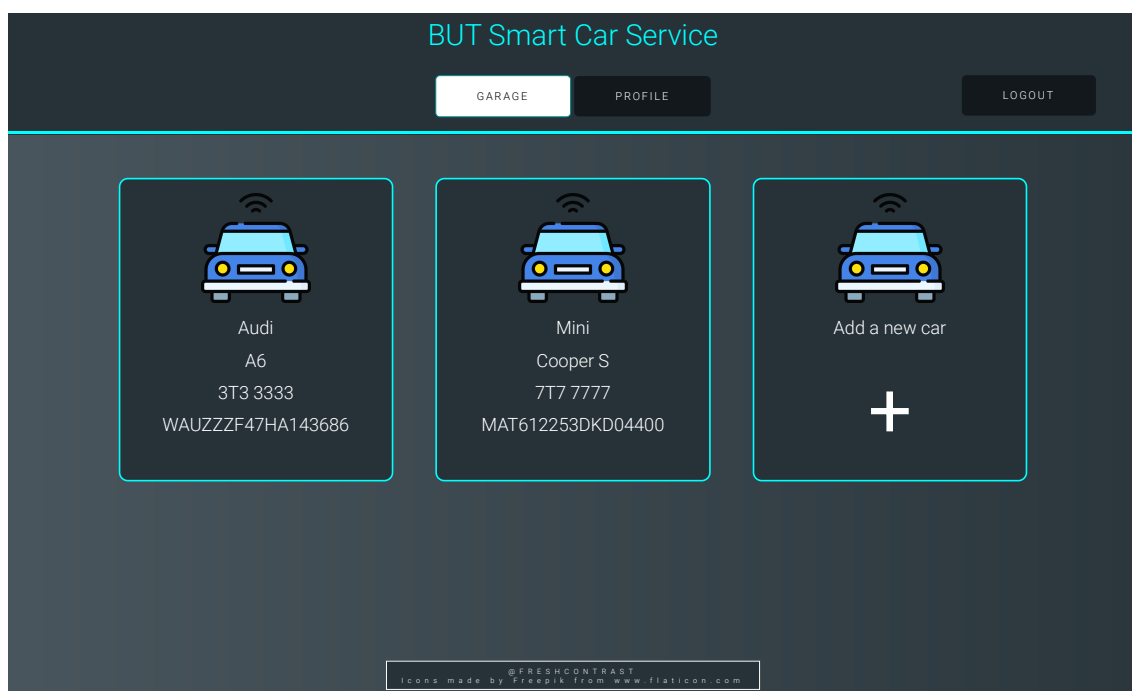 BUT Smart Car Service
GARAGE
PROFILE
LOGOUT
Audi
A6
3T3 3333
WAUZZZF47HA143686
Mini
Cooper S
7T7 7777
MAT612253DKD04400
Add a new car
+
@FRESHCONTRAST
Icons made by Freepik from www.flaticon.com